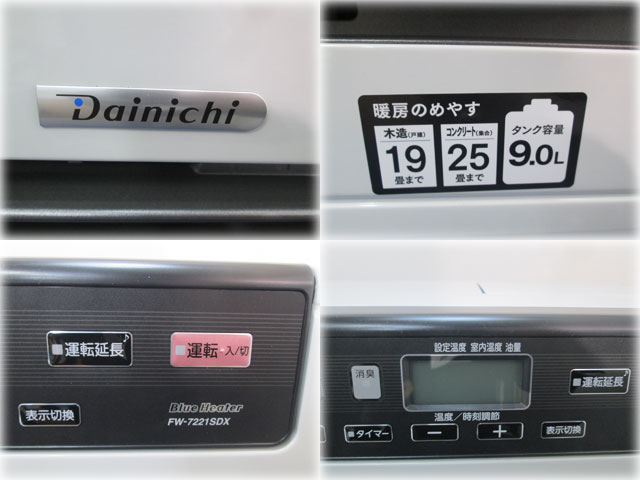 Dainichi
暖房のめやす
木造(戸建)
19
畳まで
コンクリート(集合)
25
畳まで
タンク容量
9.0L
運転延長♪
運転・入/切
表示切換
Blue Heater
FW-7221SDX
設定温度 室内温度 油量
消臭
運転延長♪
温度/時刻調節
タイマー
−
+
表示切換